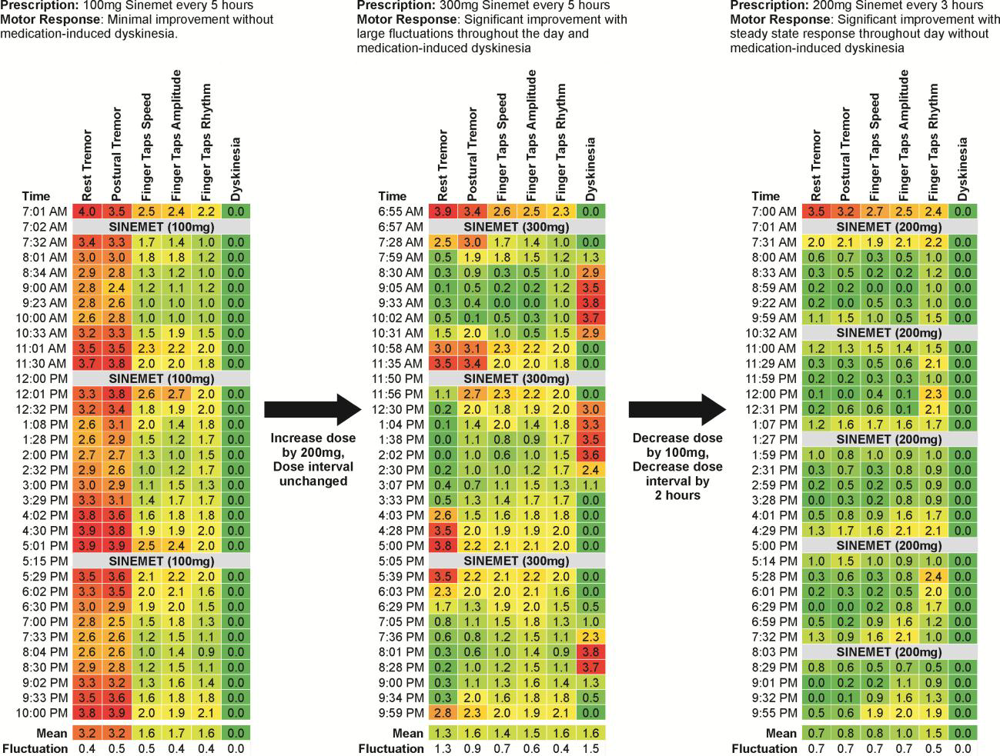 Prescription: 100mg Sinemet every 5 hours
Motor Response: Minimal improvement without
medication-induced dyskinesia.
Rest Tremor
Postural Tremor
Finger Taps Speed
Finger Taps Amplitude
Finger Taps Rhythm
Dyskinesia
Time
7:01 AM 4.0 3.5 2.5 2.4 2.2 0.0
7:02 AM SINEMET (100mg)
7:32 AM 3.4 3.3 1.7 1.4 1.0 0.0
8:01 AM 3.0 3.0 1.8 1.8 1.2 0.0
8:34 AM 2.9 2.8 1.3 1.2 1.0 0.0
9:00 AM 2.8 2.4 1.2 1.1 1.2 0.0
9:23 AM 2.8 2.6 1.0 1.0 1.0 0.0
10:00 AM 2.6 2.8 1.0 1.0 1.0 0.0
10:33 AM 3.2 3.3 1.5 1.9 1.5 0.0
11:01 AM 3.5 3.5 2.3 2.2 2.0 0.0
11:30 AM 3.7 3.8 2.0 2.0 1.8 0.0
12:00 PM SINEMET (100mg)
12:01 PM 3.3 3.8 2.6 2.7 2.0 0.0
12:32 PM 3.2 3.4 1.8 1.9 2.0 0.0
1:08 PM 2.6 3.1 2.0 1.4 1.8 0.0
1:28 PM 2.6 2.9 1.5 1.2 1.7 0.0
2:00 PM 2.7 2.7 1.3 1.0 1.5 0.0
2:32 PM 2.9 2.6 1.0 1.2 1.7 0.0
3:00 PM 3.0 2.9 1.1 1.5 1.3 0.0
3:29 PM 3.3 3.1 1.4 1.7 1.7 0.0
4:02 PM 3.8 3.6 1.6 1.8 1.8 0.0
4:30 PM 3.9 3.8 1.9 1.9 2.0 0.0
5:01 PM 3.9 3.9 2.5 2.4 2.0 0.0
5:15 PM SINEMET (100mg)
5:29 PM 3.5 3.6 2.1 2.2 2.0 0.0
6:02 PM 3.3 3.5 2.0 2.1 1.6 0.0
6:30 PM 3.0 2.9 1.9 2.0 1.5 0.0
7:00 PM 2.8 2.5 1.5 1.8 1.3 0.0
7:33 PM 2.6 2.6 1.2 1.5 1.1 0.0
8:04 PM 2.6 2.6 1.0 1.4 0.9 0.0
8:30 PM 2.9 2.8 1.2 1.5 1.1 0.0
9:02 PM 3.3 3.2 1.3 1.6 1.4 0.0
9:33 PM 3.5 3.6 1.6 1.8 1.8 0.0
10:00 PM 3.8 3.9 2.0 1.9 2.1 0.0
Mean 3.2 3.2 1.6 1.7 1.6 0.0
Fluctuation 0.4 0.5 0.5 0.4 0.4 0.0
Increase dose
by 200mg,
Dose interval
unchanged
Prescription: 300mg Sinemet every 5 hours
Motor Response: Significant improvement with
large fluctuations throughout the day and
medication-induced dyskinesia
Rest Tremor
Postural Tremor
Finger Taps Speed
Finger Taps Amplitude
Finger Taps Rhythm
Dyskinesia
Time
6:55 AM 3.9 3.4 2.6 2.5 2.3 0.0
6:57 AM SINEMET (300mg)
7:28 AM 2.5 3.0 1.7 1.4 1.0 0.0
7:59 AM 0.5 1.9 1.8 1.5 1.2 1.3
8:30 AM 0.3 0.9 0.3 0.5 1.0 2.9
9:05 AM 0.1 0.5 0.2 0.2 1.2 3.5
9:33 AM 0.3 0.4 0.0 0.0 1.0 3.8
10:02 AM 0.5 0.1 0.5 0.3 1.0 3.7
10:31 AM 1.5 2.0 1.0 0.5 1.5 2.9
10:58 AM 3.0 3.1 2.3 2.2 2.0 0.0
11:35 AM 3.5 3.4 2.0 2.0 1.8 0.0
11:50 PM SINEMET (300mg)
11:56 PM 1.1 2.7 2.3 2.2 2.0 0.0
12:30 PM 0.2 2.0 1.8 1.9 2.0 3.0
1:04 PM 0.1 1.4 2.0 1.4 1.8 3.3
1:38 PM 0.0 1.1 0.8 0.9 1.7 3.5
2:02 PM 0.0 1.0 0.6 1.0 1.5 3.6
2:30 PM 0.2 1.0 1.0 1.2 1.7 2.4
3:07 PM 0.4 0.7 1.1 1.5 1.3 1.1
3:33 PM 0.5 1.3 1.4 1.7 1.7 0.0
4:03 PM 2.6 1.5 1.6 1.8 1.8 0.0
4:28 PM 3.5 2.0 1.9 1.9 2.0 0.0
5:00 PM 3.8 2.2 2.1 2.1 2.0 0.0
5:05 PM SINEMET (300mg)
5:39 PM 3.5 2.2 2.1 2.2 2.0 0.0
6:03 PM 2.3 2.0 2.0 2.1 1.6 0.0
6:29 PM 1.7 1.3 1.9 2.0 1.5 0.5
7:05 PM 0.8 1.1 1.5 1.8 1.3 1.0
7:36 PM 0.6 0.8 1.2 1.5 1.1 2.3
8:01 PM 0.3 0.6 1.0 1.4 0.9 3.8
8:28 PM 0.2 1.0 1.2 1.5 1.1 3.7
9:00 PM 0.3 1.1 1.3 1.6 1.4 1.3
9:34 PM 0.3 2.0 1.6 1.8 1.8 0.5
9:59 PM 2.8 2.3 2.0 1.9 2.1 0.0
Mean 1.3 1.6 1.4 1.5 1.6 1.6
Fluctuation 1.3 0.9 0.7 0.6 0.4 1.5
Decrease dose
by 100mg,
Decrease dose
interval by
2 hours
Prescription: 200mg Sinemet every 3 hours
Motor Response: Significant improvement with
steady state response throughout day without
medication-induced dyskinesia
Rest Tremor
Postural Tremor
Finger Taps Speed
Finger Taps Amplitude
Finger Taps Rhythm
Dyskinesia
Time
7:00 AM 3.5 3.2 2.7 2.5 2.4 0.0
7:01 AM SINEMET (200mg)
7:31 AM 2.0 2.1 1.9 2.1 2.2 0.0
8:00 AM 0.6 0.7 0.3 0.5 1.0 0.0
8:33 AM 0.3 0.5 0.2 0.2 1.2 0.0
8:59 AM 0.2 0.2 0.0 0.0 1.0 0.0
9:22 AM 0.2 0.0 0.5 0.3 1.0 0.0
9:59 AM 1.1 1.5 1.0 0.5 1.5 0.0
10:32 AM SINEMET (200mg)
11:00 AM 1.2 1.3 1.5 1.4 1.5 0.0
11:29 AM 0.3 0.3 0.5 0.6 2.1 0.0
11:59 PM 0.2 0.2 0.3 0.3 1.0 0.0
12:00 PM 0.1 0.0 0.4 0.1 2.3 0.0
12:31 PM 0.2 0.6 0.6 0.1 2.1 0.0
1:07 PM 1.2 1.6 1.7 1.6 1.7 0.0
1:27 PM SINEMET (200mg)
1:59 PM 1.0 0.8 1.0 0.9 1.0 0.0
2:31 PM 0.3 0.7 0.3 0.8 0.9 0.0
2:59 PM 0.2 0.5 0.2 0.5 0.9 0.0
3:28 PM 0.0 0.3 0.2 0.8 0.9 0.0
4:01 PM 0.5 0.8 0.9 1.6 1.7 0.0
4:29 PM 1.3 1.7 1.6 2.1 2.1 0.0
5:00 PM SINEMET (200mg)
5:14 PM 1.0 1.5 1.0 0.9 1.0 0.0
5:28 PM 0.3 0.6 0.3 0.8 2.4 0.0
6:01 PM 0.2 0.3 0.2 0.5 2.0 0.0
6:29 PM 0.0 0.0 0.2 0.8 1.7 0.0
6:59 PM 0.5 0.2 0.9 1.6 1.2 0.0
7:32 PM 1.3 0.9 1.6 2.1 1.0 0.0
8:03 PM SINEMET (200mg)
8:29 PM 0.8 0.6 0.5 0.7 0.5 0.0
9:01 PM 0.0 0.2 0.2 1.1 0.9 0.0
9:32 PM 0.0 0.1 0.9 1.6 1.3 0.0
9:55 PM 0.5 0.6 1.9 2.0 1.9 0.0
Mean 0.7 0.8 0.8 1.0 1.5 0.0
Fluctuation 0.7 0.7 0.7 0.7 0.5 0.0